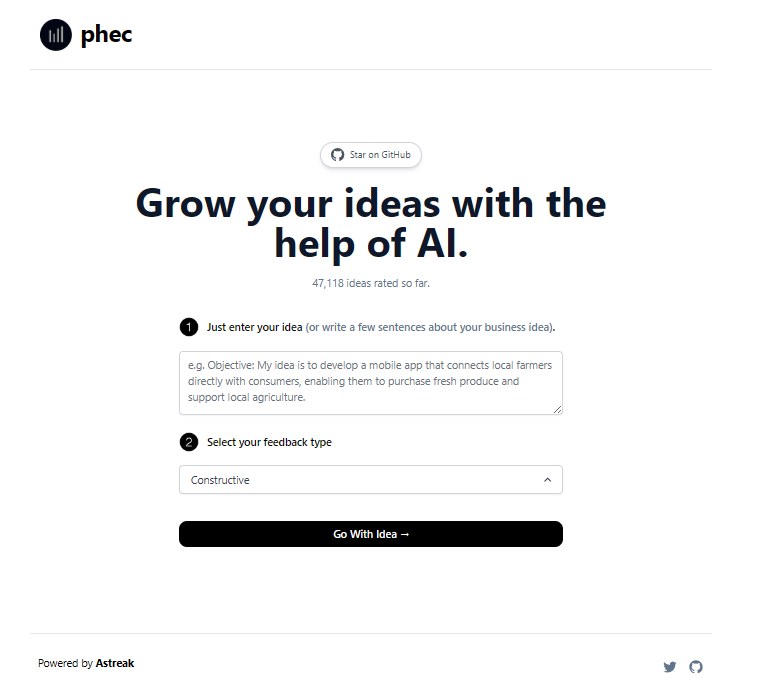 phec
Star on GitHub
Grow your ideas with the
help of AI.
47,118 ideas rated so far.
1 Just enter your idea (or write a few sentences about your business idea).
e.g. Objective: My idea is to develop a mobile app that connects local farmers
directly with consumers, enabling them to purchase fresh produce and
support local agriculture.
2 Select your feedback type
Constructive
Go With Idea →
Powered by Astreak